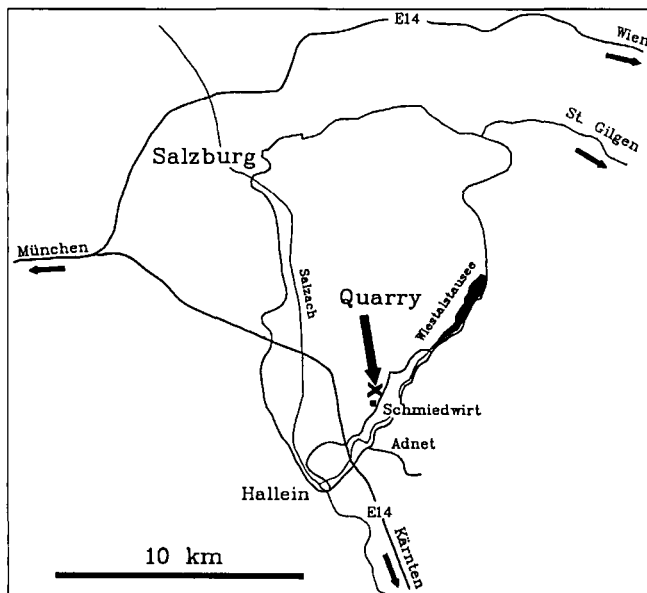 E14
Wien
St. Gilgen
Salzburg
München
Salzach
Quarry
Wiestalstausee
Schmiedwirt
Adnet
Hallein
E14
Kärnten
10 km